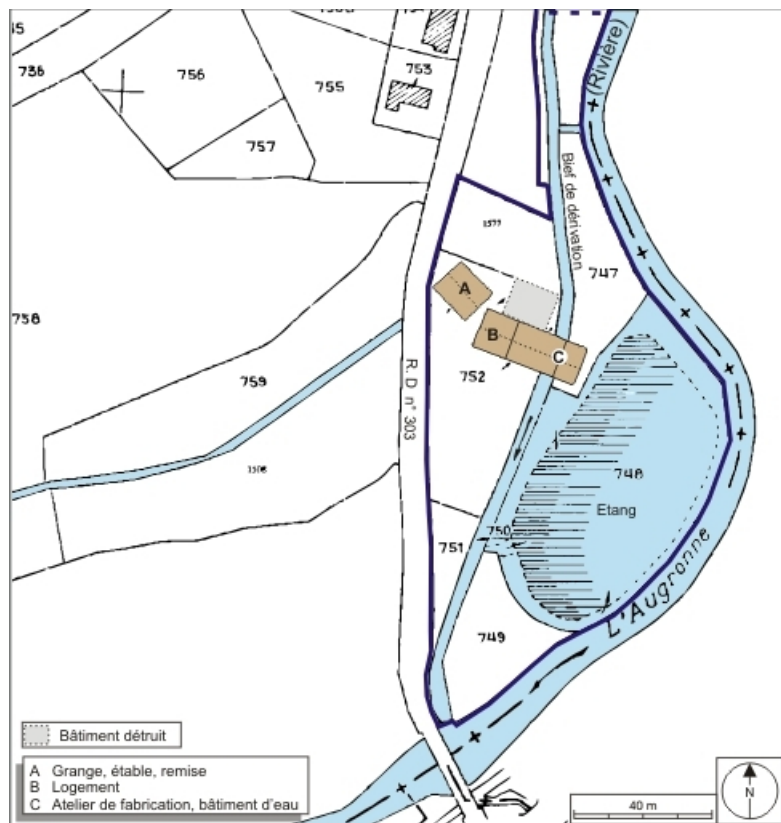 736
756
755
753
757
(Rivière)
Bief de dérivation
1577
747
A
B
C
758
759
R. D n° 303
752
748
Etang
750
751
749
L'Augronne
Bâtiment détruit
A Grange, étable, remise
B Logement
C Atelier de fabrication, bâtiment d'eau
40 m
N